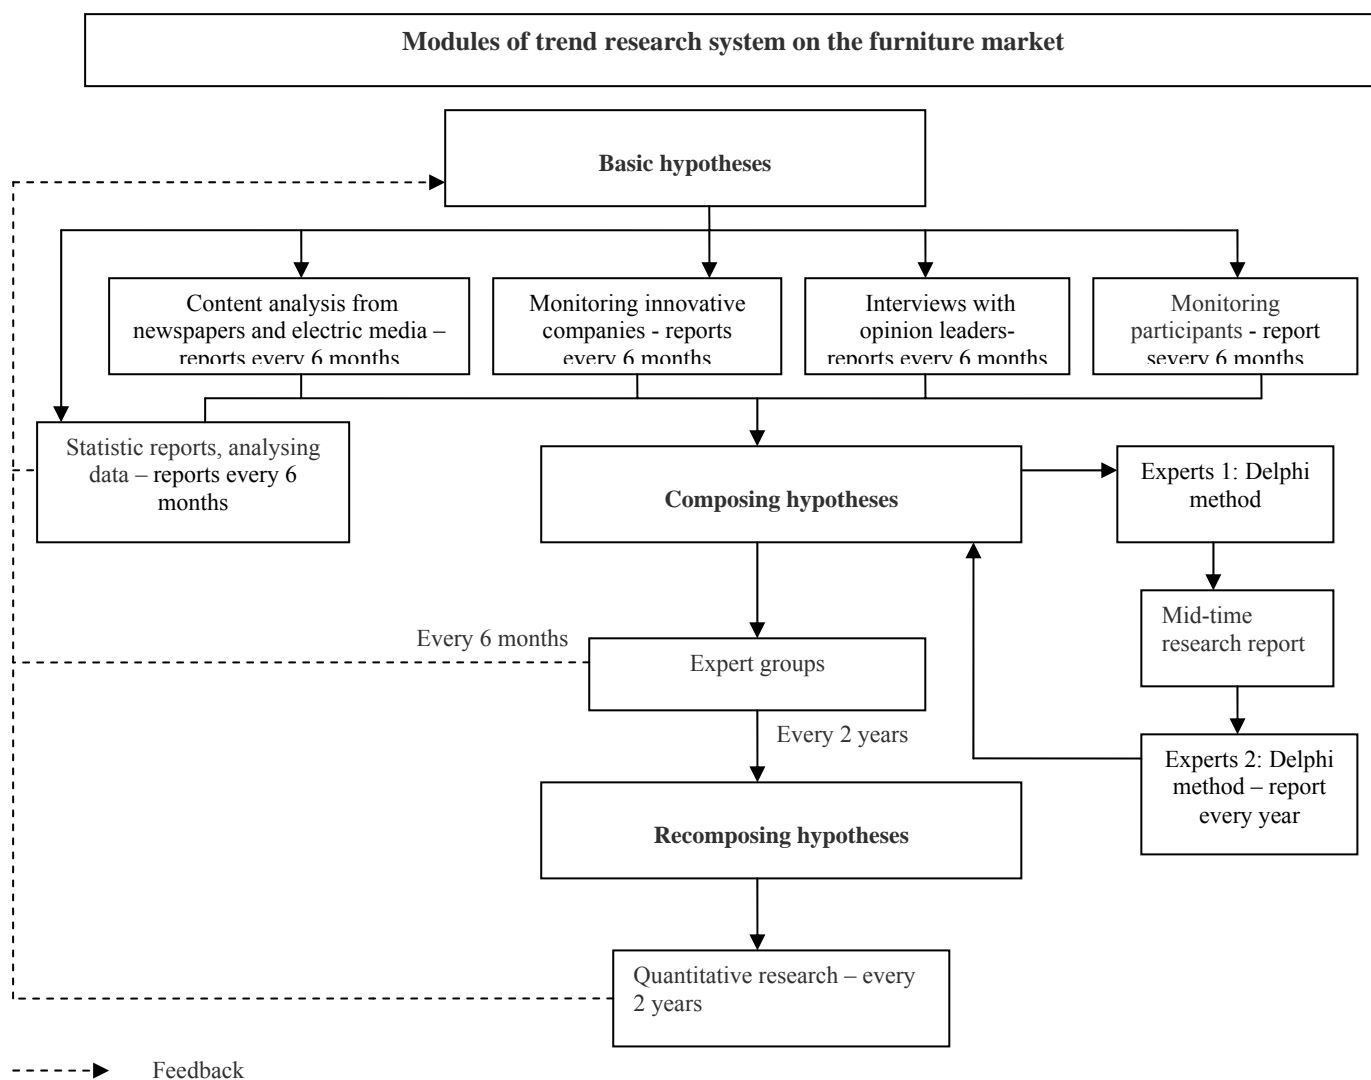 Modules of trend research system on the furniture market
Basic hypotheses
Content analysis from
newspapers and electric media –
reports every 6 months
Monitoring innovative
companies - reports
every 6 months
Interviews with
opinion leaders-
reports every 6 months
Monitoring
participants - report
severy 6 months
Statistic reports, analysing
data – reports every 6
months
Composing hypotheses
Experts 1: Delphi
method
Mid-time
research report
Every 6 months
Expert groups
Every 2 years
Experts 2: Delphi
method – report
every year
Recomposing hypotheses
Quantitative research – every
2 years
Feedback